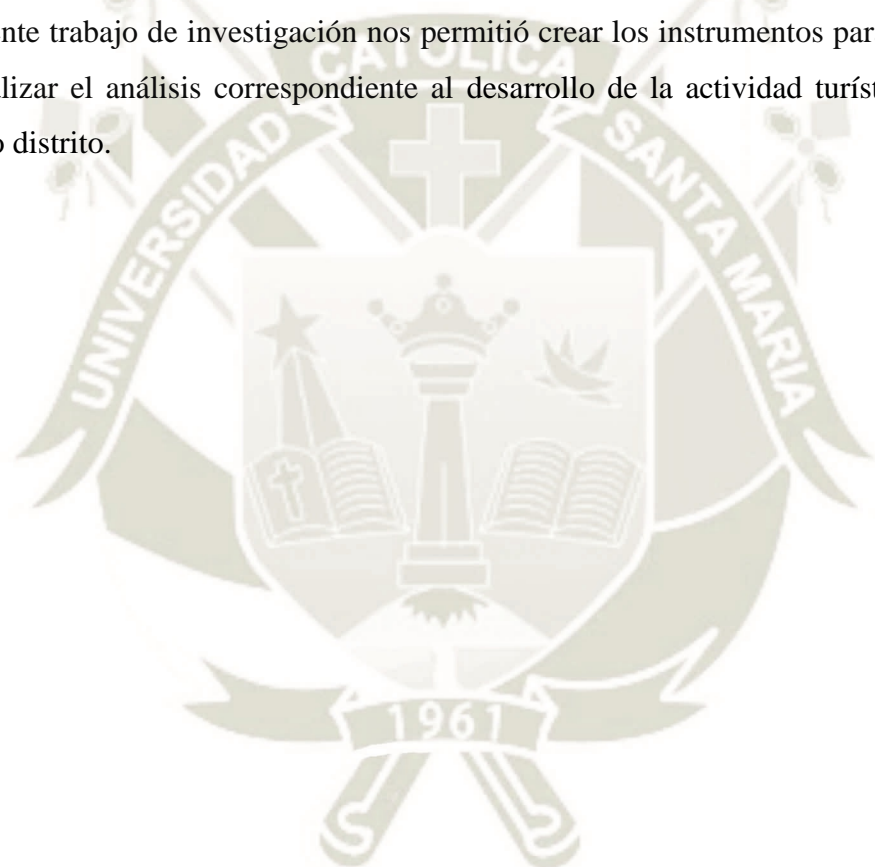 nte trabajo de investigación nos permitió crear los instrumentos par
lizar el análisis correspondiente al desarrollo de la actividad turíst
o distrito.
CATOLICA
UNIVERSIDAD
SANTA MARIA
1961